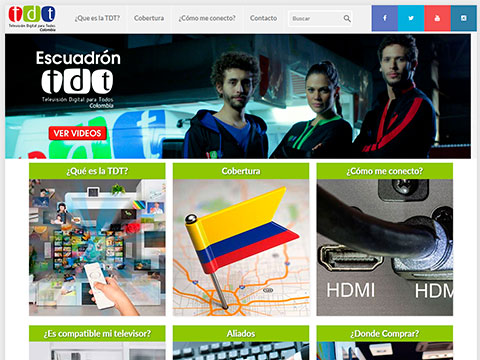 tdt
Televisión Digital para Todos
Colombia
¿Que es la TDT?
Cobertura
¿Cómo me conecto?
Contacto
Buscar
Escuadrón
tdt
Televisión Digital para Todos
Colombia
VER VIDEOS
¿Qué es la TDT?
Cobertura
¿Cómo me conecto?
HDMI
HDMI
¿Es compatible mi televisor?
Aliados
¿Donde Comprar?